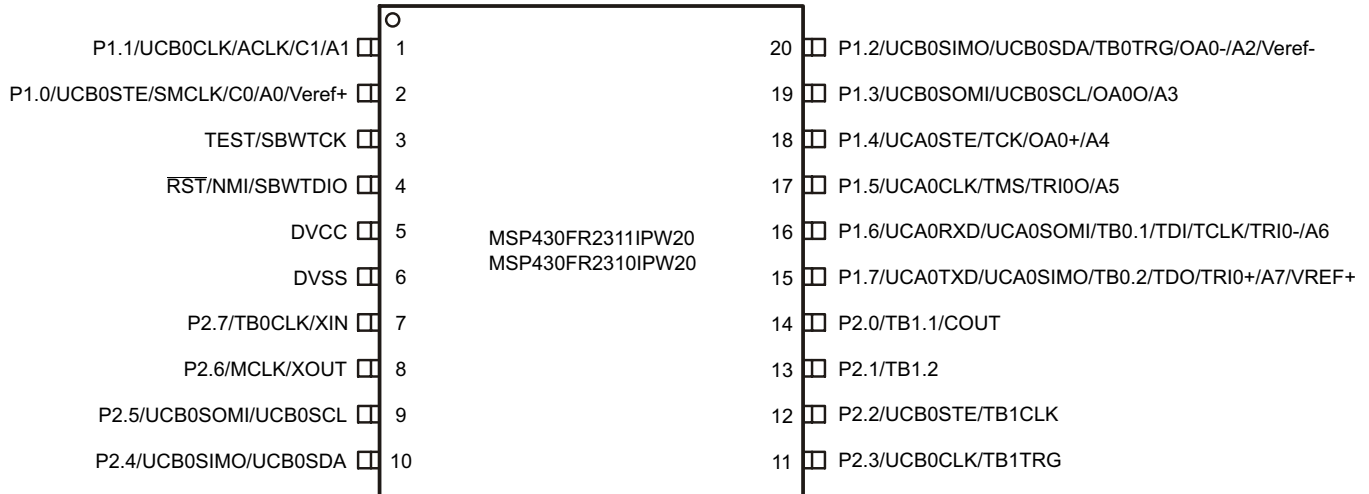 P1.1/UCB0CLK/ACLK/C1/A1 1
20 P1.2/UCB0SIMO/UCB0SDA/TB0TRG/OA0-/A2/Veref-
P1.0/UCB0STE/SMCLK/C0/A0/Veref+ 2
19 P1.3/UCB0SOMI/UCB0SCL/OA0O/A3
TEST/SBWTCK 3
18 P1.4/UCA0STE/TCK/OA0+/A4
RST/NMI/SBWTDIO 4
17 P1.5/UCA0CLK/TMS/TRI0O/A5
DVCC 5
MSP430FR2311IPW20
MSP430FR2310IPW20
16 P1.6/UCA0RXD/UCA0SOMI/TB0.1/TDI/TCLK/TRI0-/A6
DVSS 6
15 P1.7/UCA0TXD/UCA0SIMO/TB0.2/TDO/TRI0+/A7/VREF+
P2.7/TB0CLK/XIN 7
14 P2.0/TB1.1/COUT
P2.6/MCLK/XOUT 8
13 P2.1/TB1.2
P2.5/UCB0SOMI/UCB0SCL 9
12 P2.2/UCB0STE/TB1CLK
P2.4/UCB0SIMO/UCB0SDA 10
11 P2.3/UCB0CLK/TB1TRG